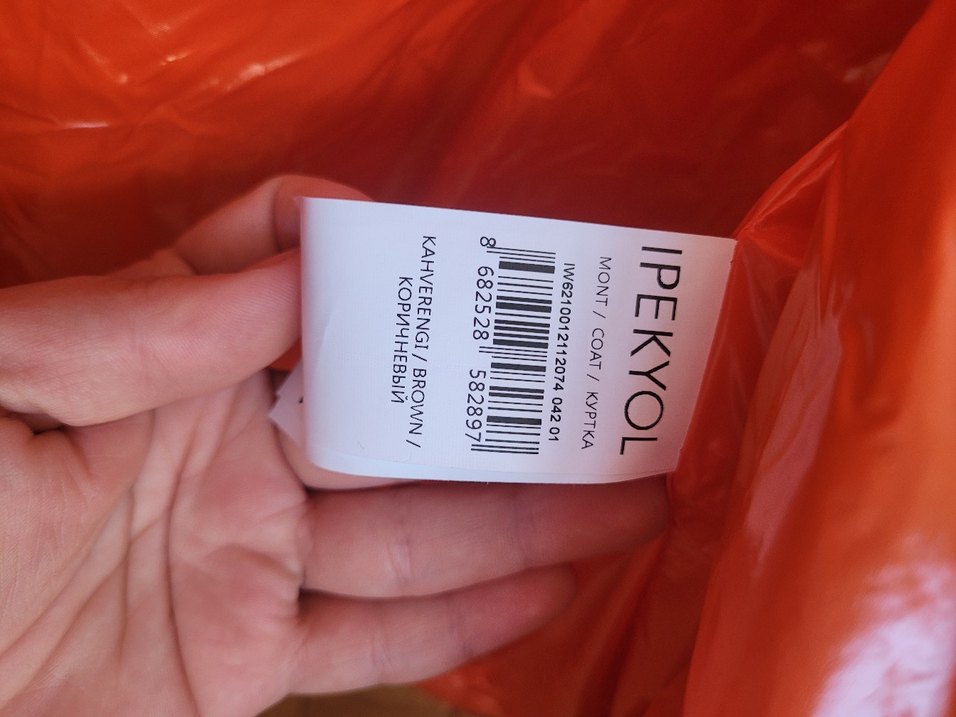 IPEKYOL
MONT / COAT / КУРТКА
IW6210012112074 042 01
8 682528 582897
KAHVERENGI / BROWN /
КОРИЧНЕВЫЙ